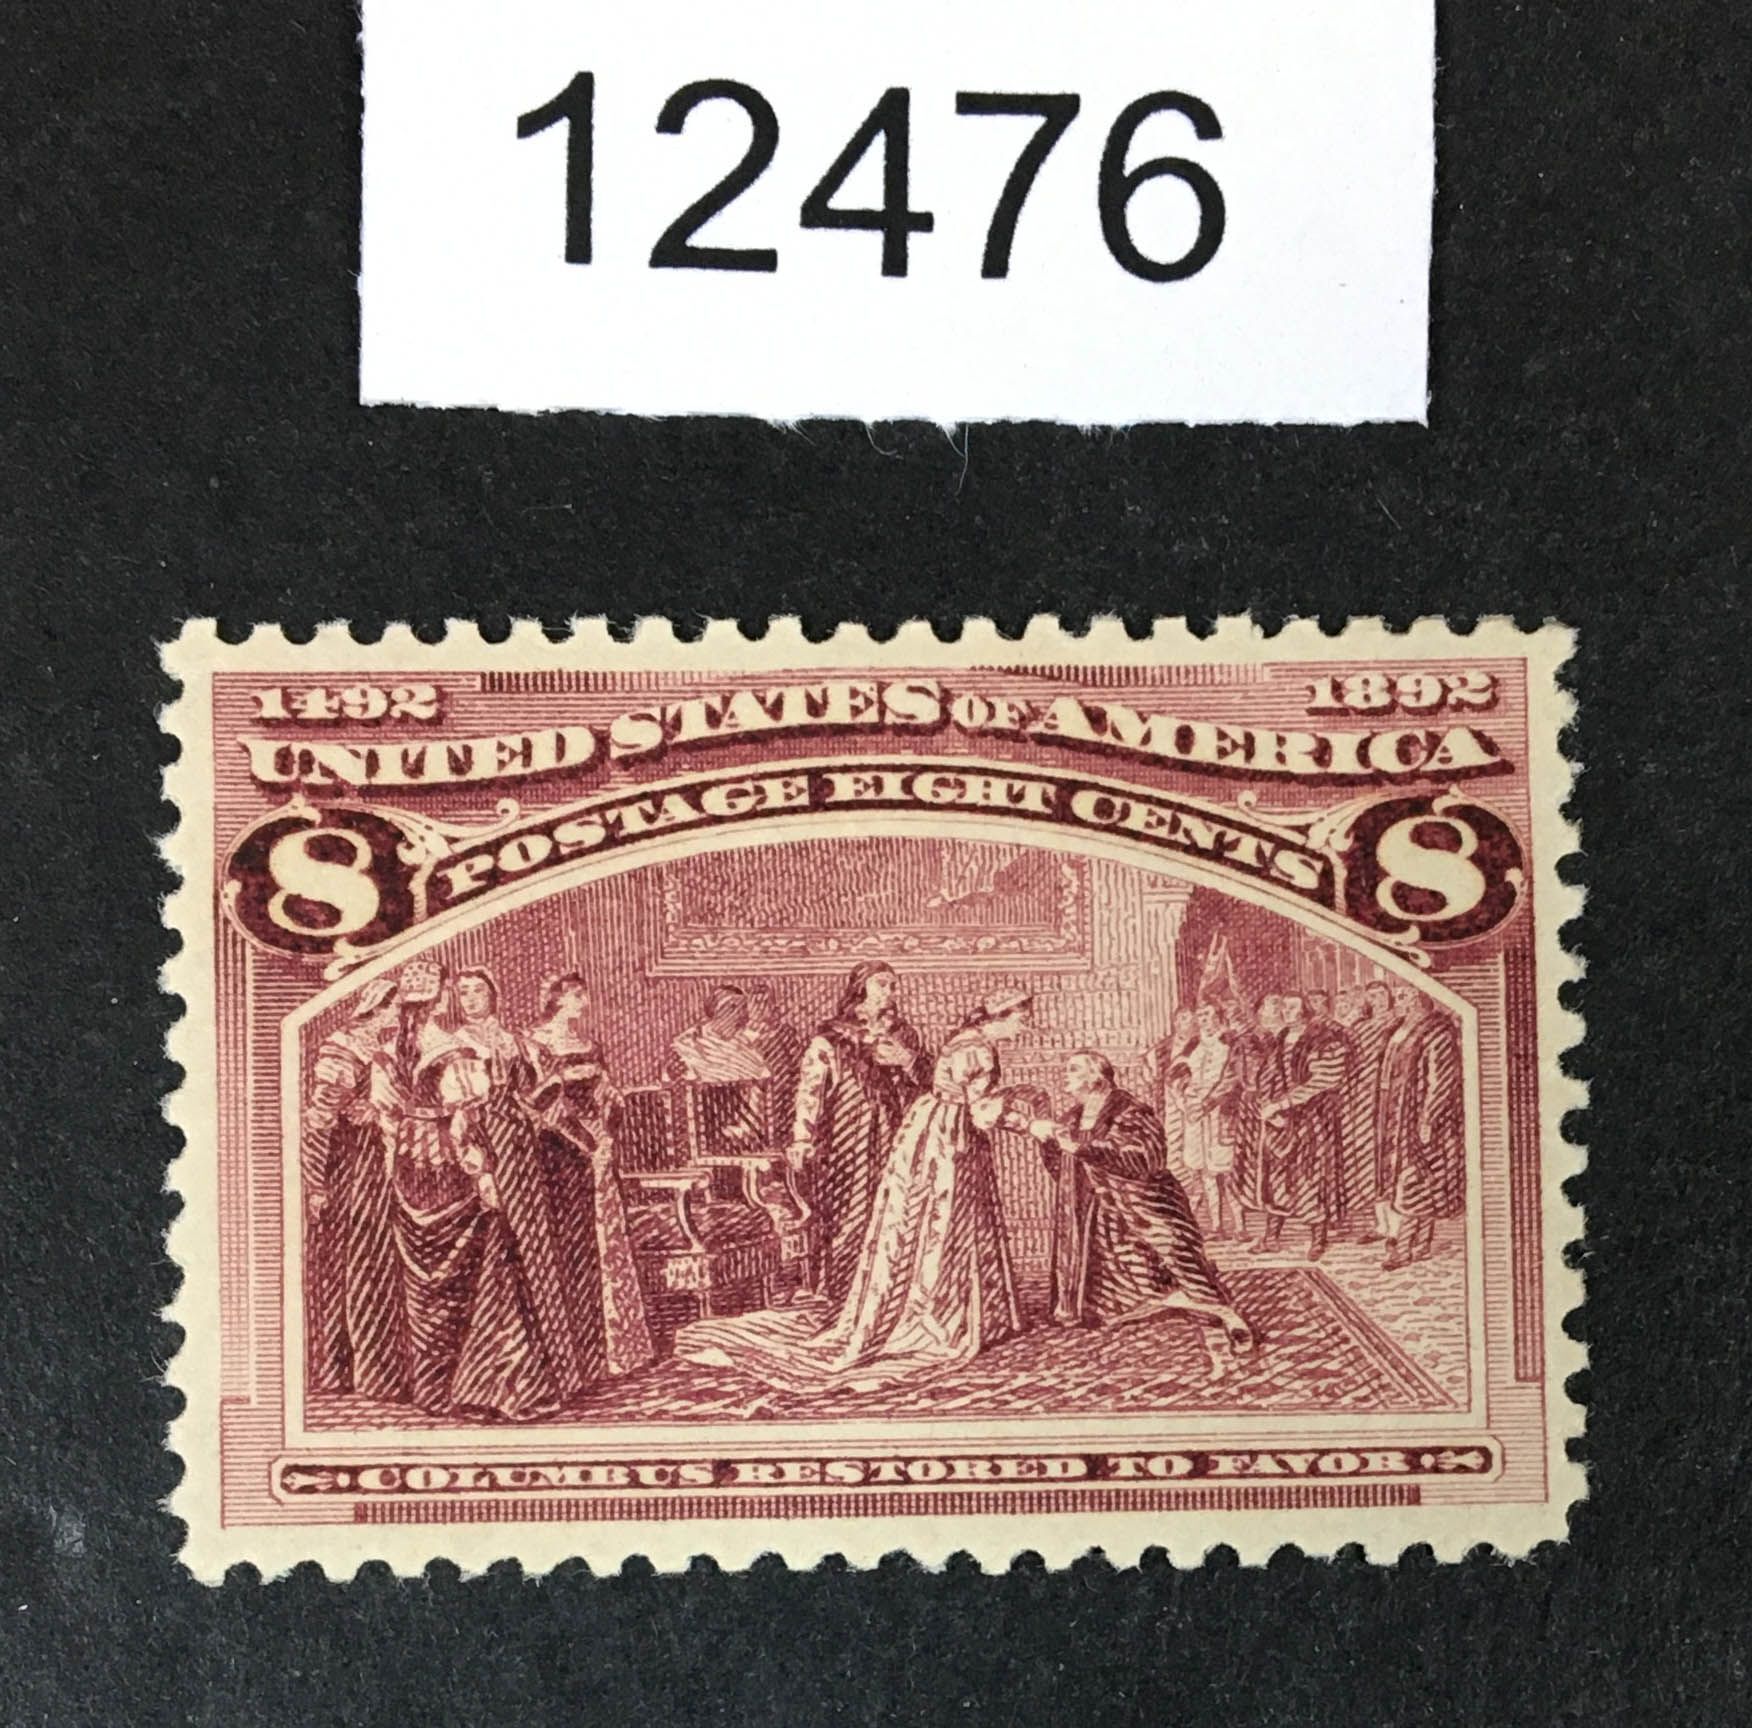 12476
1492 1892
UNITED STATES OF AMERICA
POSTAGE EIGHT CENTS
8 8
COLUMBUS RESTORED TO FAVOR